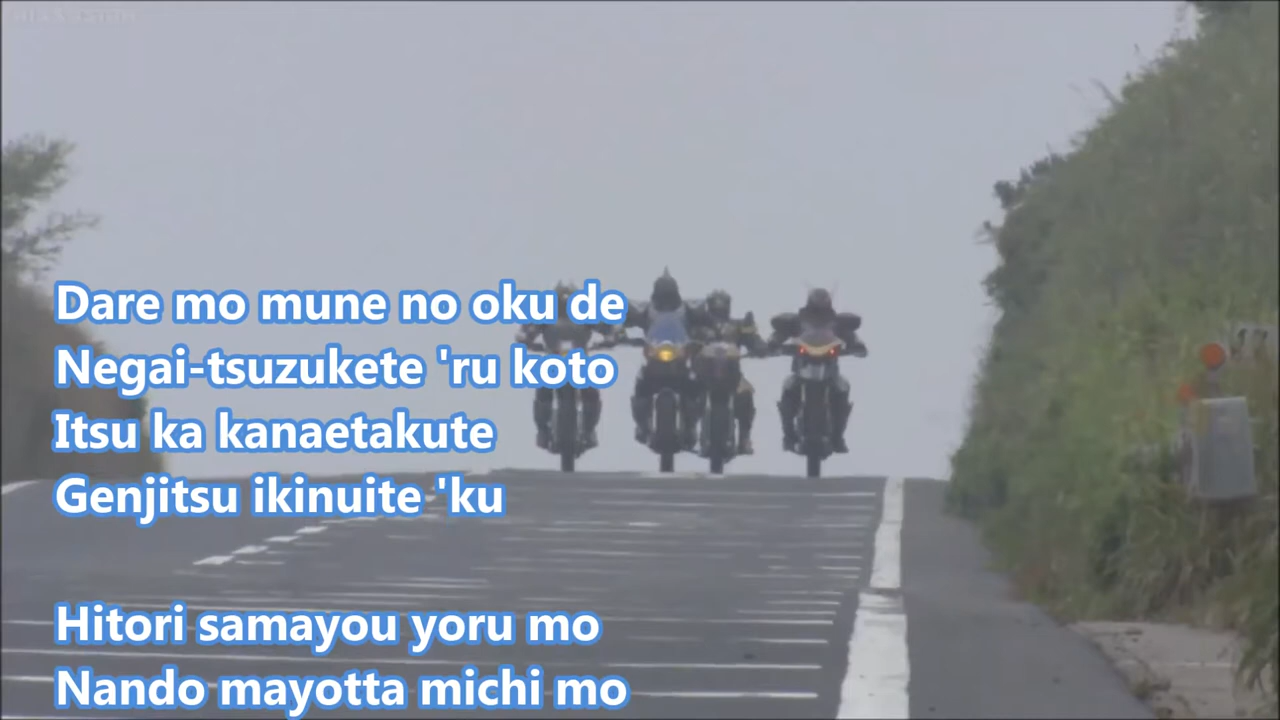 Dare mo mune no oku de
Negai-tsuzukete 'ru koto
Itsu ka kanaetakute
Genjitsu ikinuite 'ku
Hitori samayou yoru mo
Nando mayotta michi mo